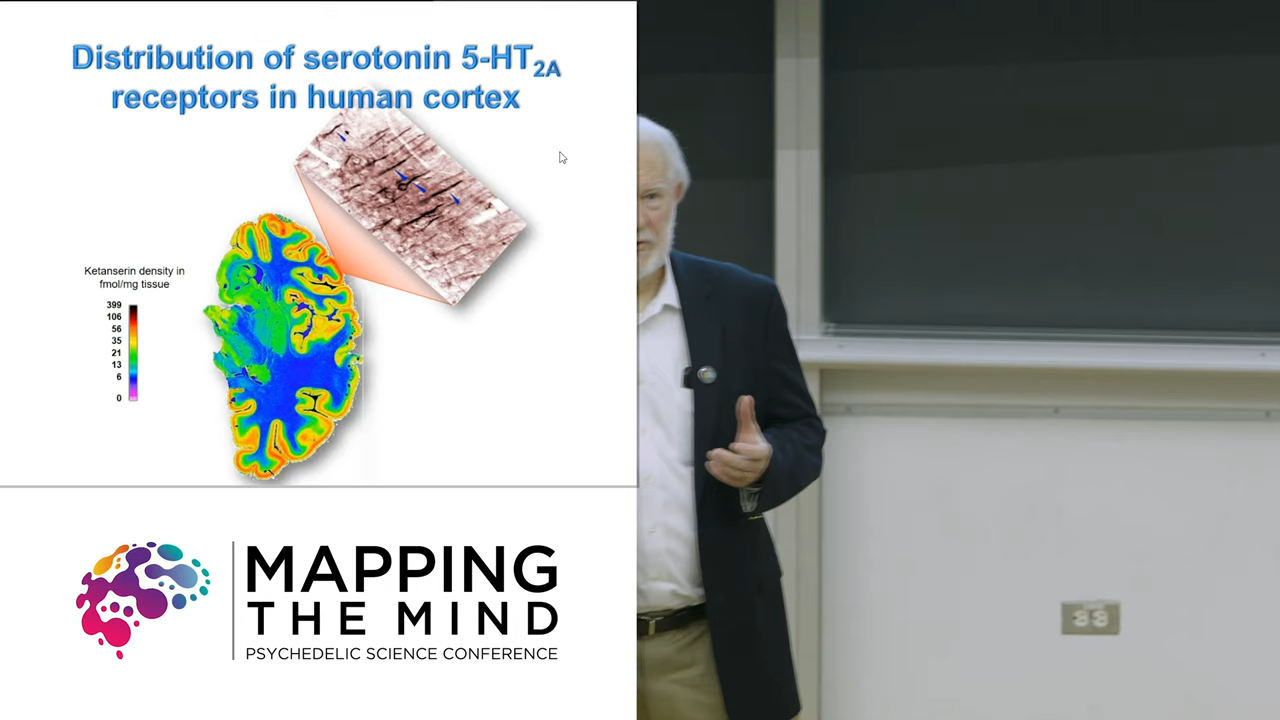 Distribution of serotonin 5-HT2A
receptors in human cortex
Ketanserin density in
fmol/mg tissue
399
106
56
35
21
13
6
0
MAPPING
THE MIND
PSYCHEDELIC SCIENCE CONFERENCE